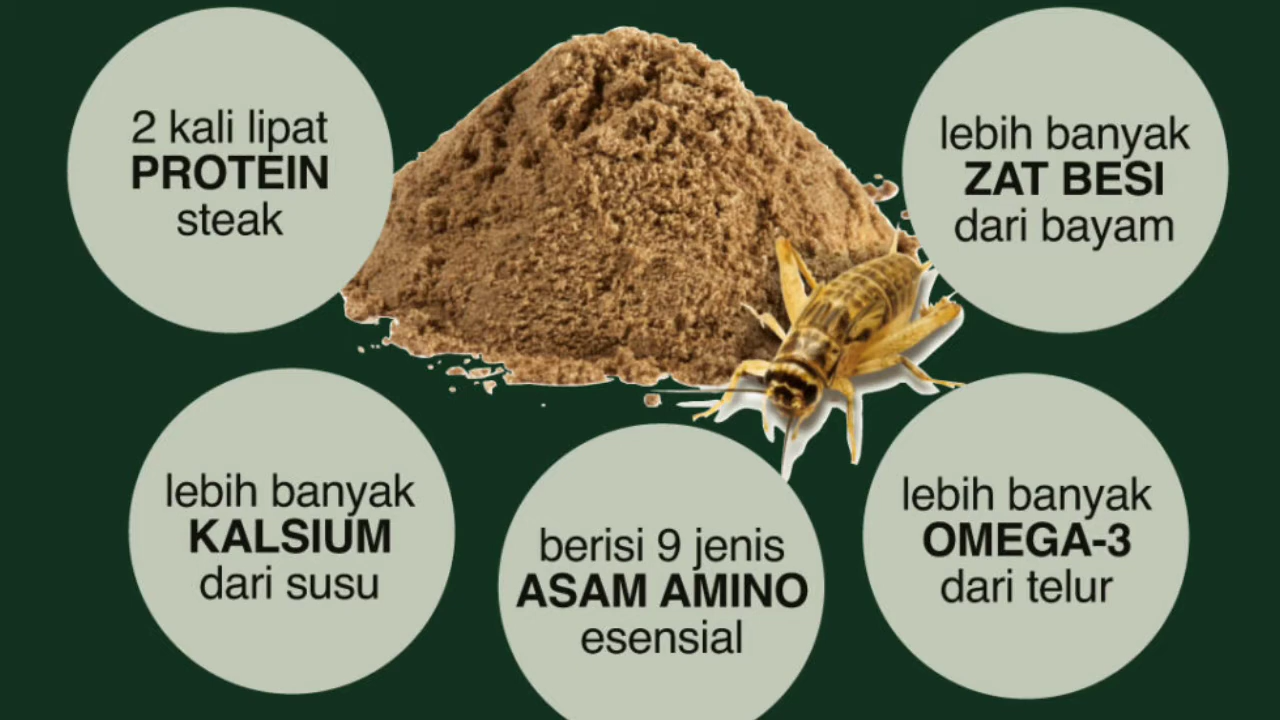 2 kali lipat
PROTEIN
steak
lebih banyak
ZAT BESI
dari bayam
lebih banyak
KALSIUM
dari susu
berisi 9 jenis
ASAM AMINO
esensial
lebih banyak
OMEGA-3
dari telur